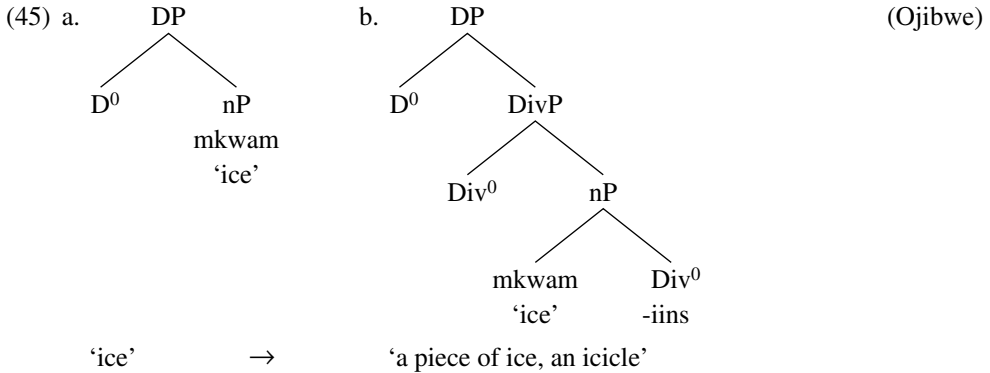 (45) a. DP b. DP (Ojibwe)
D⁰ nP D⁰ DivP
mkwam
‘ice’
Div⁰ nP
mkwam Div⁰
‘ice’ -iins
‘ice’ → ‘a piece of ice, an icicle’